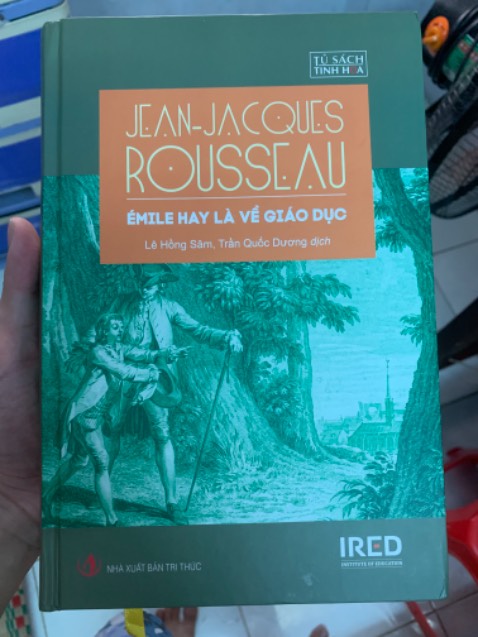 TỦ SÁCH
TINH HOA
JEAN-JACQUES
ROUSSEAU
ÉMILE HAY LÀ VỀ GIÁO DỤC
Lê Hồng Sâm, Trần Quốc Dương dịch
NHÀ XUẤT BẢN TRI THỨC
IRED
INSTITUTE OF EDUCATION